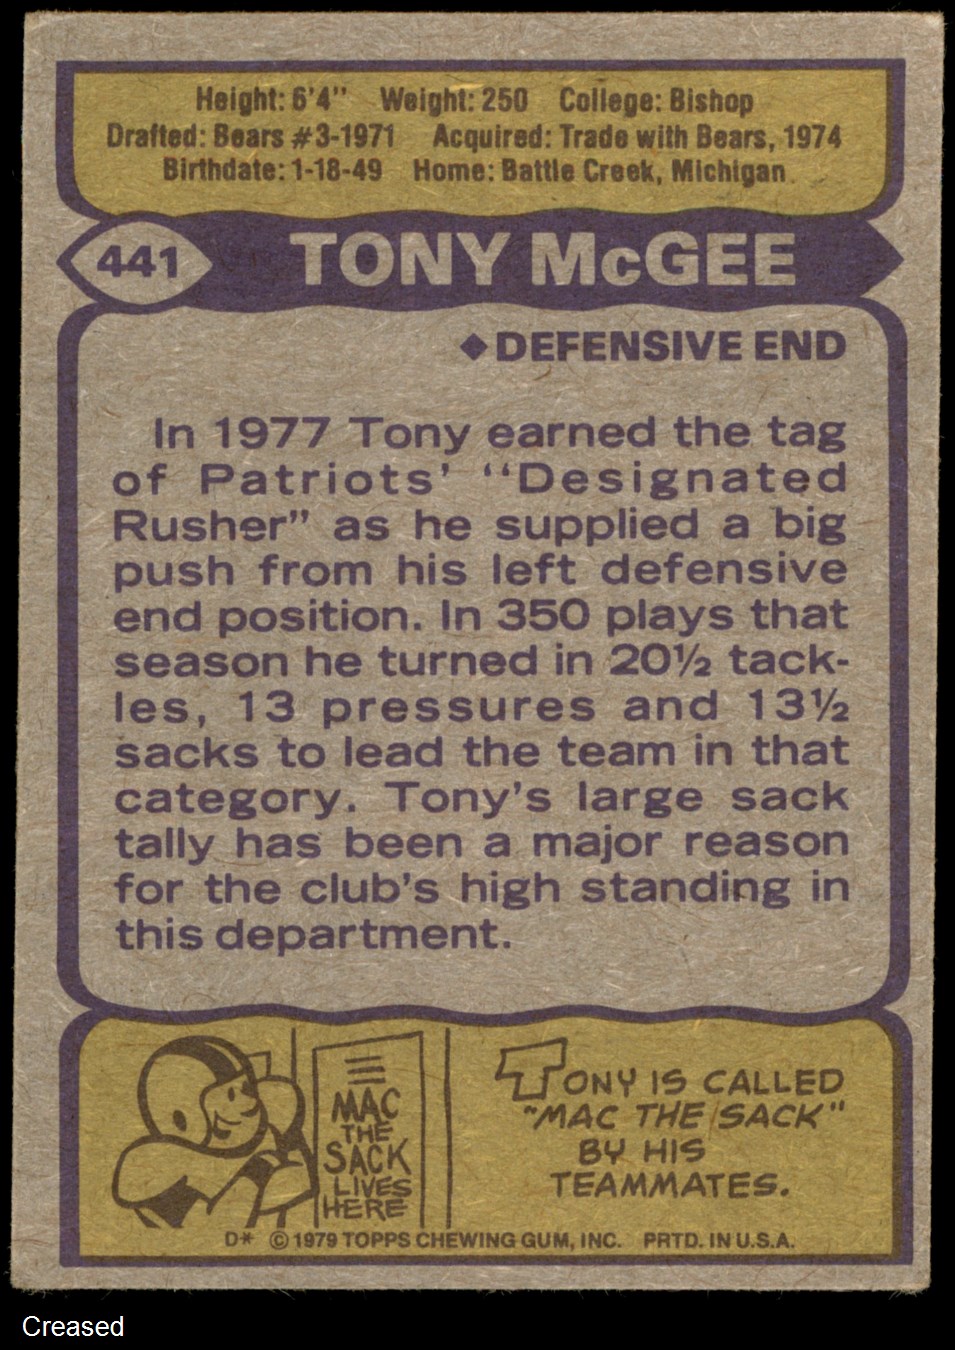 Height: 6'4" Weight: 250 College: Bishop
Drafted: Bears #3-1971 Acquired: Trade with Bears, 1974
Birthdate: 1-18-49 Home: Battle Creek, Michigan
441 TONY McGEE
◆ DEFENSIVE END
In 1977 Tony earned the tag
of Patriots' "Designated
Rusher" as he supplied a big
push from his left defensive
end position. In 350 plays that
season he turned in 20½ tack-
les, 13 pressures and 13½
sacks to lead the team in that
category. Tony's large sack
tally has been a major reason
for the club's high standing in
this department.
MAC
THE
SACK
LIVES
HERE
TONY IS CALLED
"MAC THE SACK"
BY HIS
TEAMMATES.
D* © 1979 TOPPS CHEWING GUM, INC. PRTD. IN U.S.A.
Creased